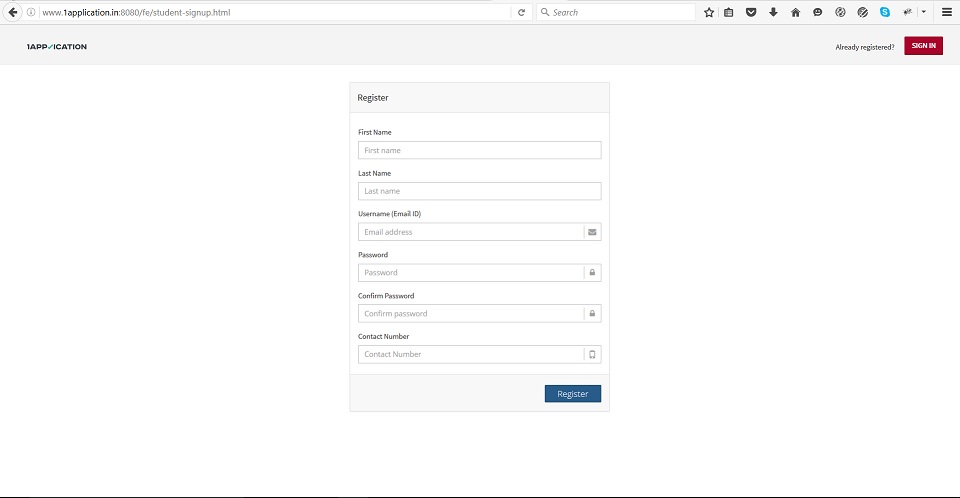 www.1application.in:8080/fe/student-signup.html
Search
1APP✓ICATION
Already registered?
SIGN IN
Register
First Name
First name
Last Name
Last name
Username (Email ID)
Email address
Password
Password
Confirm Password
Confirm password
Contact Number
Contact Number
Register